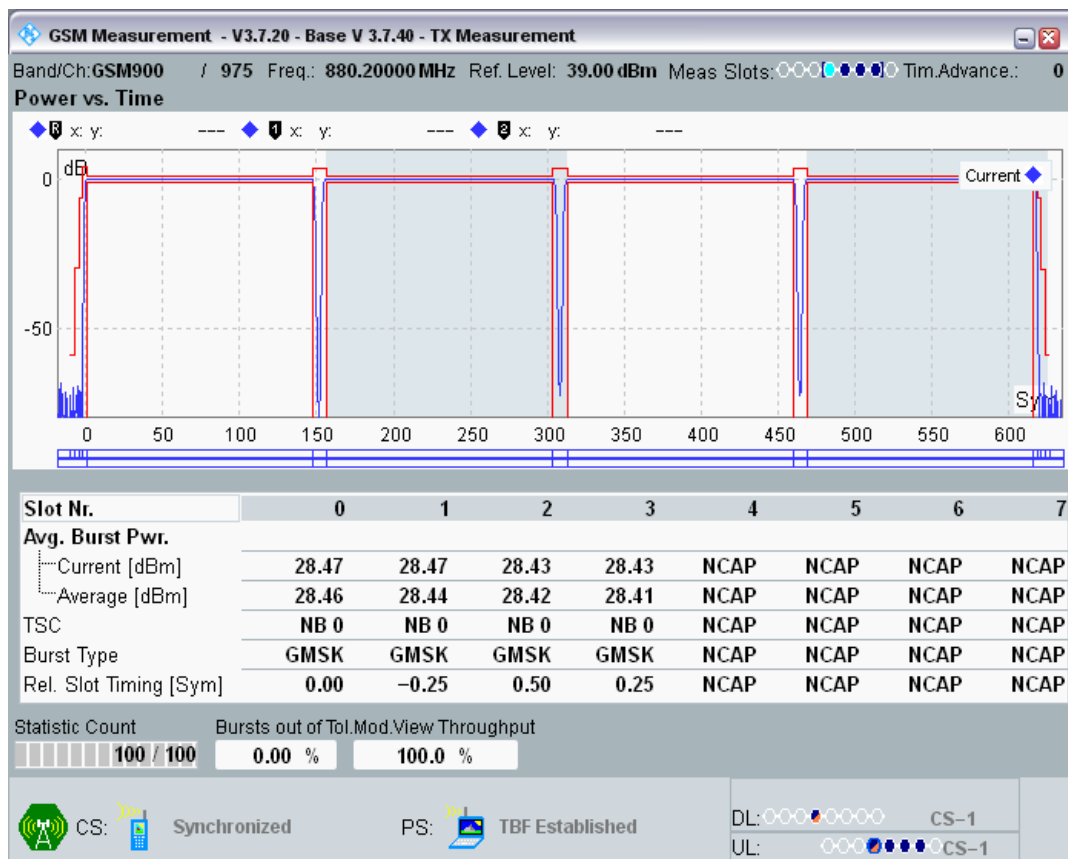 GSM Measurement - V3.7.20 - Base V 3.7.40 - TX Measurement
Band/Ch:GSM900 / 975 Freq.: 880.20000 MHz Ref. Level: 39.00 dBm Meas Slots: Tim.Advance.: 0
Power vs. Time
R x: y: --- 1 x: y: --- 2 x: y: ---
dB
Current
0
-50
Sy
0 50 100 150 200 250 300 350 400 450 500 550 600
Slot Nr. 0 1 2 3 4 5 6 7
Avg. Burst Pwr.
Current [dBm] 28.47 28.47 28.43 28.43 NCAP NCAP NCAP NCAP
Average [dBm] 28.46 28.44 28.42 28.41 NCAP NCAP NCAP NCAP
TSC NB 0 NB 0 NB 0 NB 0 NCAP NCAP NCAP NCAP
Burst Type GMSK GMSK GMSK GMSK NCAP NCAP NCAP NCAP
Rel. Slot Timing [Sym] 0.00 −0.25 0.50 0.25 NCAP NCAP NCAP NCAP
Statistic Count Bursts out of Tol.Mod.View Throughput
100 / 100 0.00 % 100.0 %
CS: Synchronized PS: TBF Established
DL: CS−1
UL: CS−1